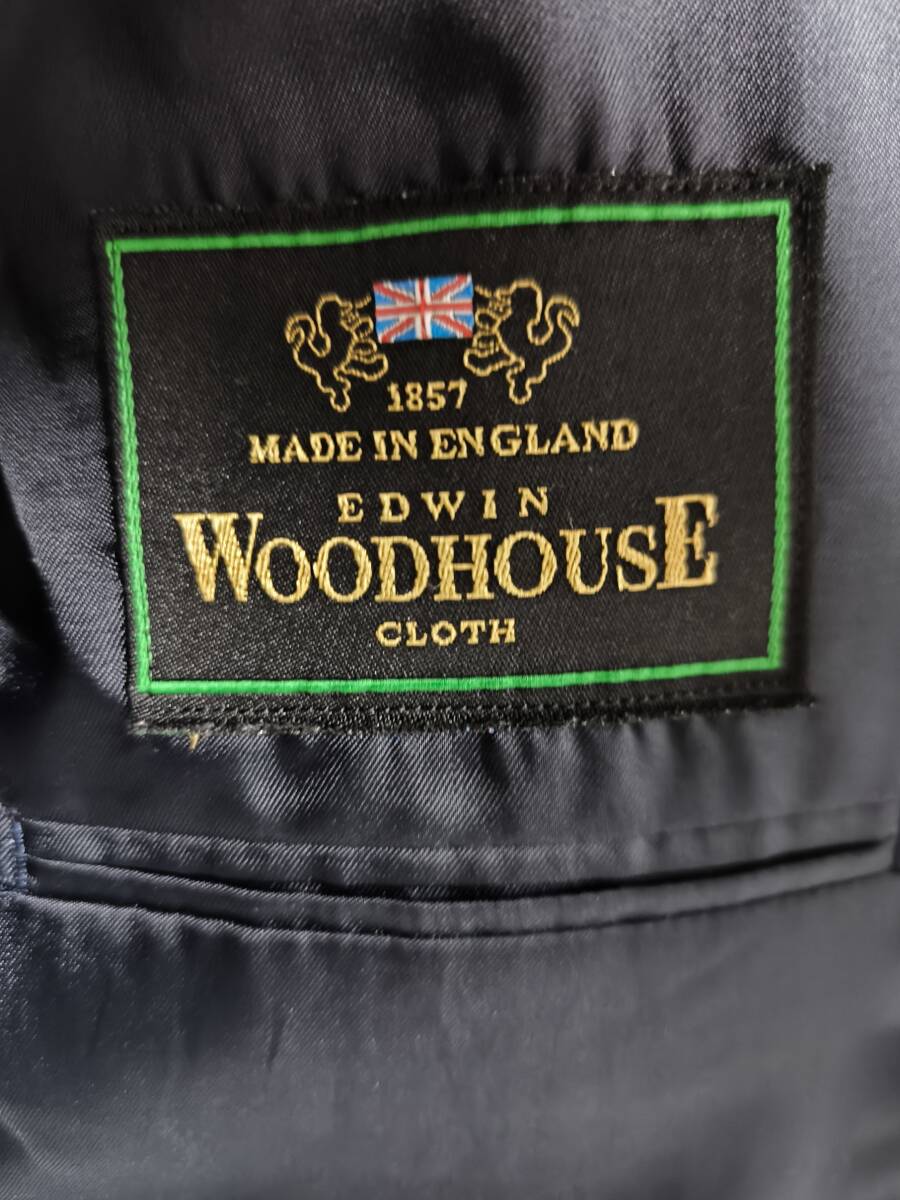 1857
MADE IN ENGLAND
EDWIN
WOODHOUSE
CLOTH